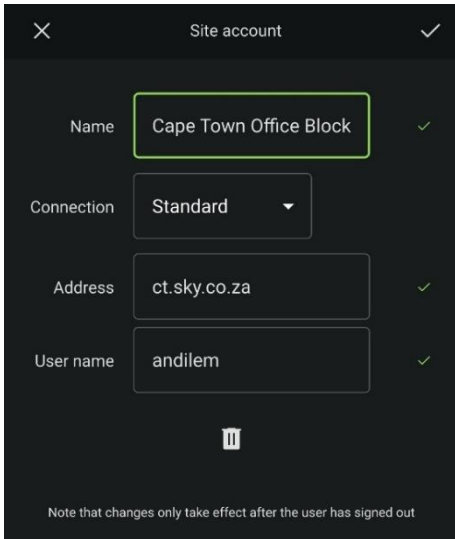 Site account
Name Cape Town Office Block
Connection Standard
Address ct.sky.co.za
User name andilem
Note that changes only take effect after the user has signed out